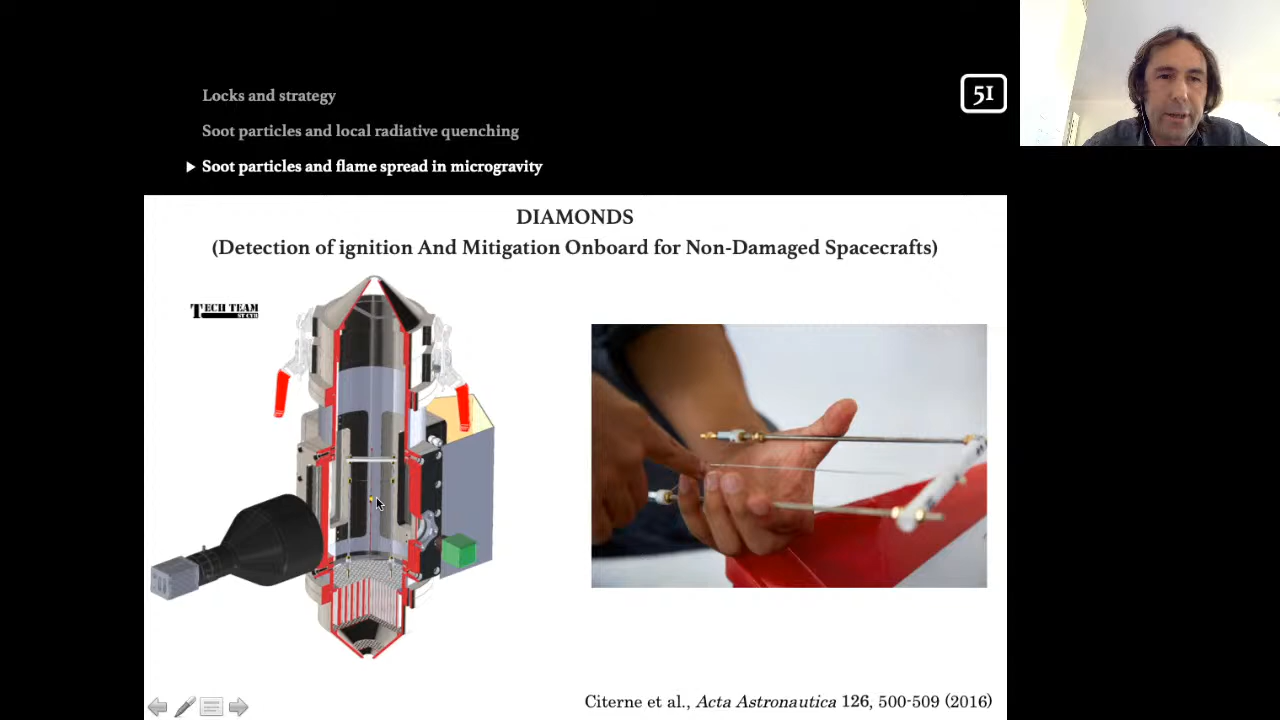 Locks and strategy
51
Soot particles and local radiative quenching
▶ Soot particles and flame spread in microgravity
DIAMONDS
(Detection of ignition And Mitigation Onboard for Non-Damaged Spacecrafts)
TECH TEAM
ST CYR
Citerne et al., Acta Astronautica 126, 500-509 (2016)